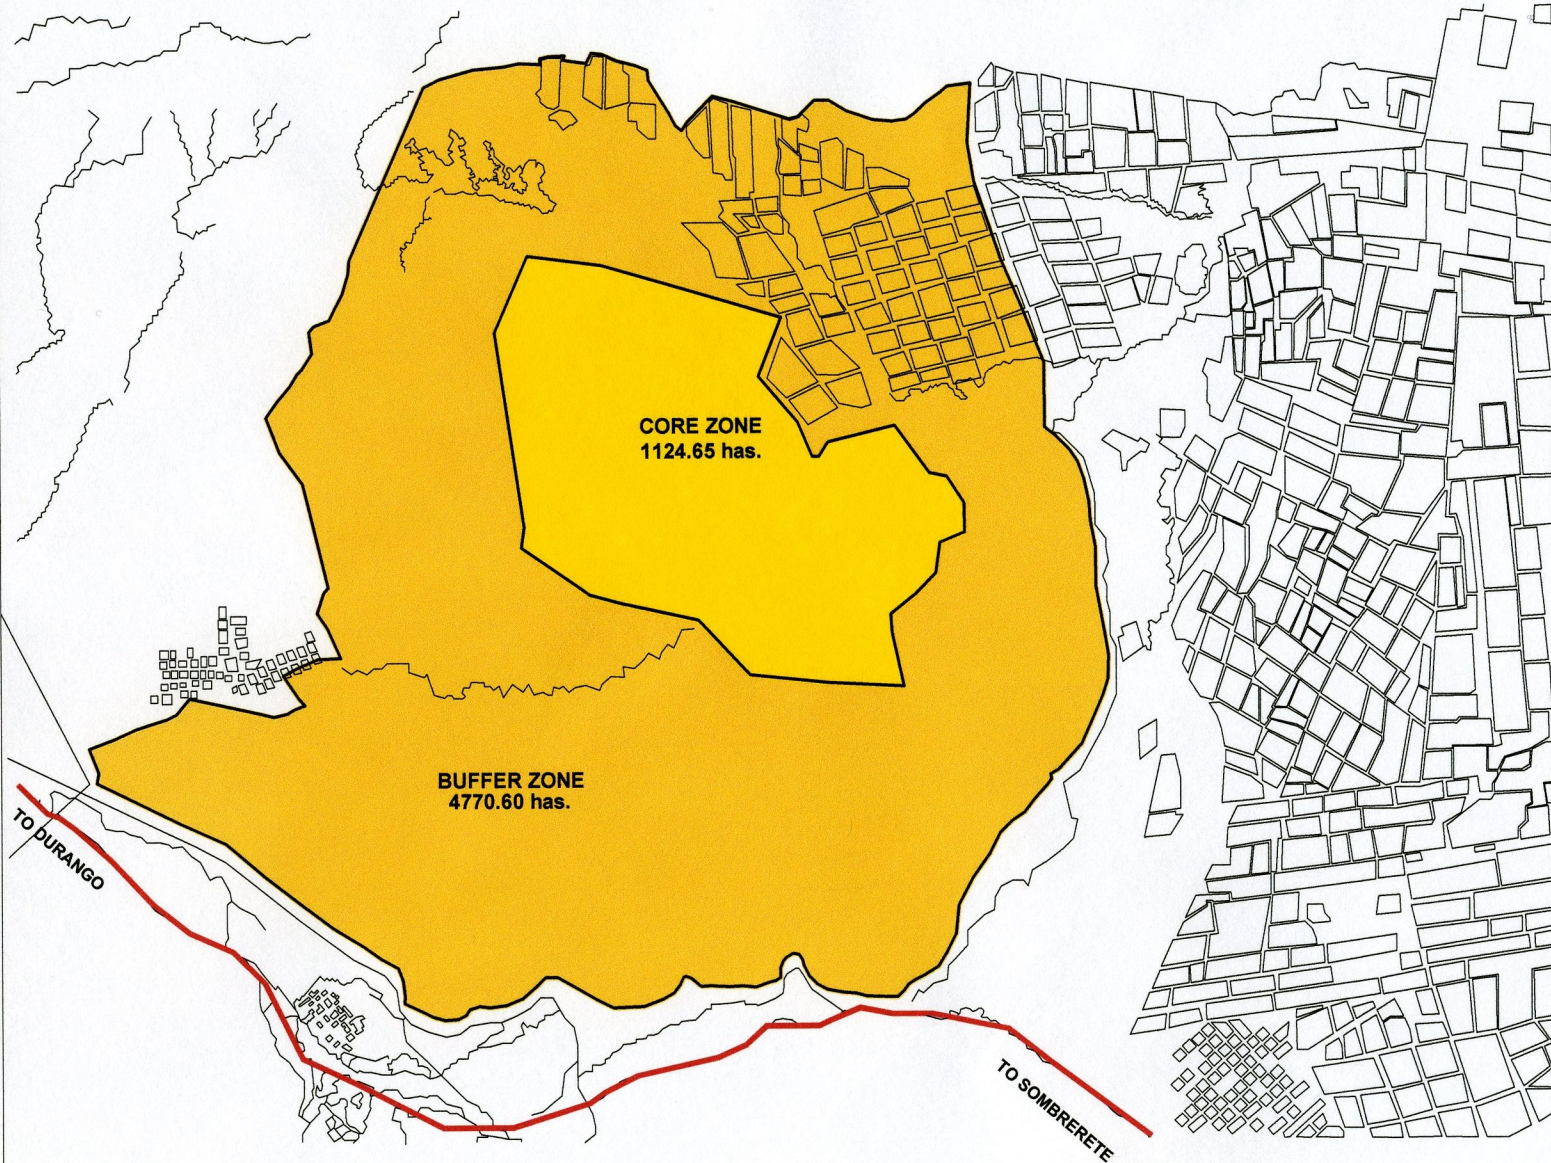 CORE ZONE
1124.65 has.
BUFFER ZONE
4770.60 has.
TO DURANGO
TO SOMBRERETE